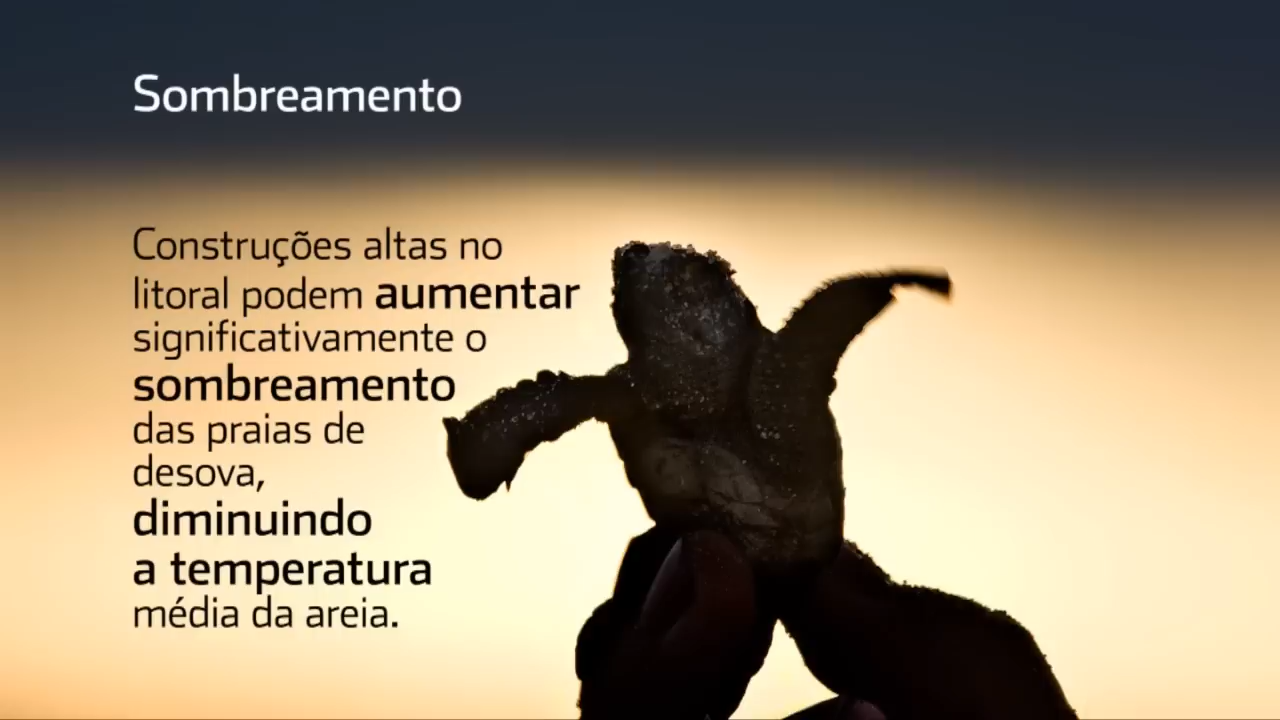 Sombreamento
Construções altas no
litoral podem aumentar
significativamente o
sombreamento
das praias de
desova,
diminuindo
a temperatura
média da areia.